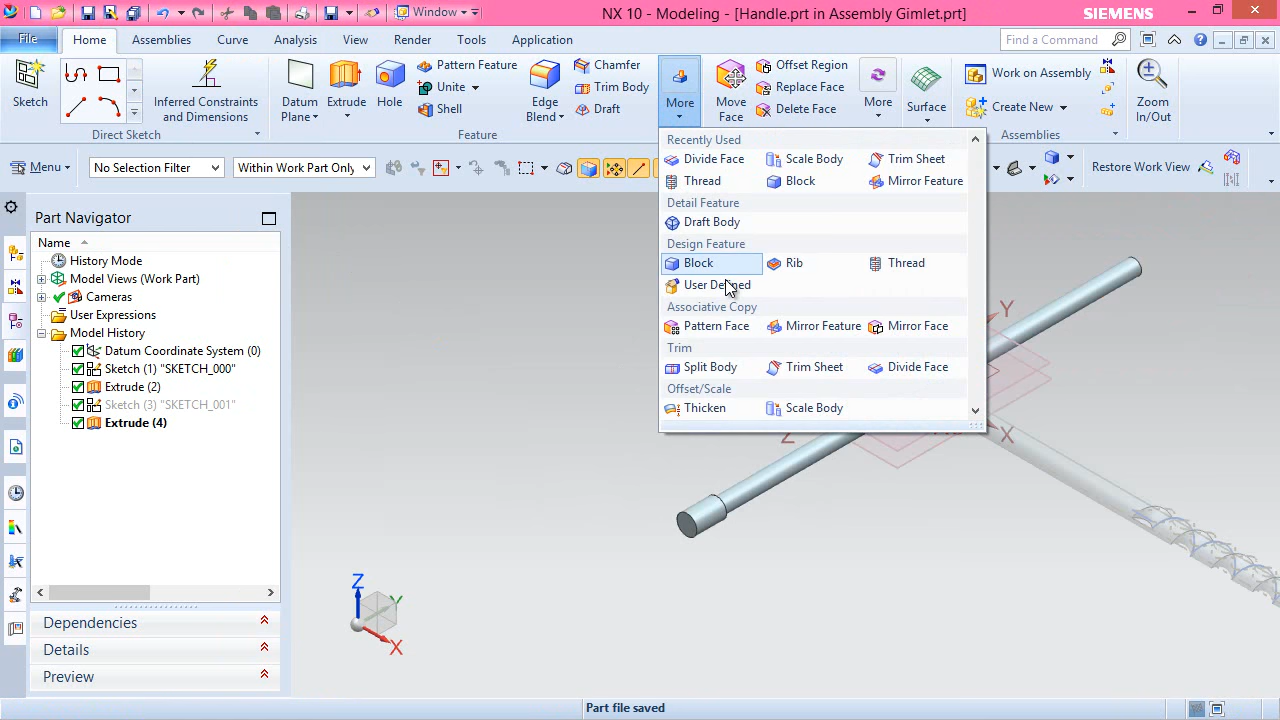 Window
NX 10 - Modeling - [Handle.prt in Assembly Gimlet.prt]
SIEMENS
File
Home
Assemblies
Curve
Analysis
View
Render
Tools
Application
Find a Command
Sketch
Direct Sketch
Inferred Constraints and Dimensions
Datum Plane
Extrude
Hole
Pattern Feature
Unite
Shell
Edge Blend
Chamfer
Trim Body
Draft
Feature
More
Move Face
Offset Region
Replace Face
Delete Face
More
Surface
Work on Assembly
Create New
Assemblies
Zoom In/Out
Menu
No Selection Filter
Within Work Part Only
Restore Work View
Recently Used
Divide Face
Scale Body
Trim Sheet
Thread
Block
Mirror Feature
Detail Feature
Draft Body
Design Feature
Block
Rib
Thread
User Defined
Associative Copy
Pattern Face
Mirror Feature
Mirror Face
Trim
Split Body
Trim Sheet
Divide Face
Offset/Scale
Thicken
Scale Body
Part Navigator
Name
History Mode
Model Views (Work Part)
Cameras
User Expressions
Model History
Datum Coordinate System (0)
Sketch (1) "SKETCH_000"
Extrude (2)
Sketch (3) "SKETCH_001"
Extrude (4)
Dependencies
Details
Preview
Y
X
Z
Z
Y
X
Part file saved